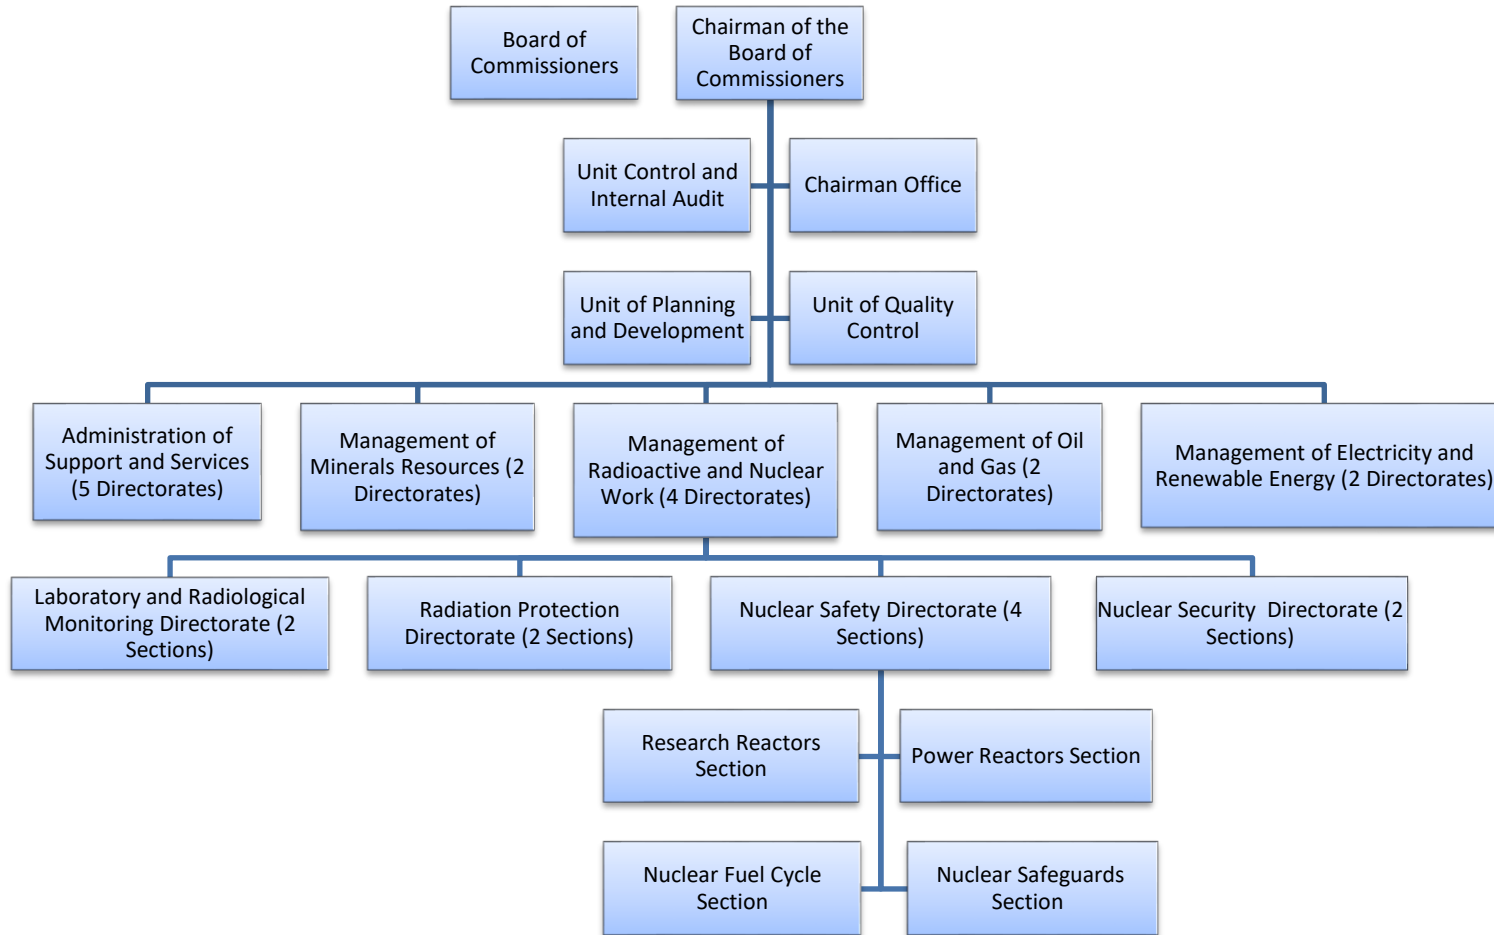 Board of
Commissioners
Chairman of the
Board of
Commissioners
Unit Control and
Internal Audit
Chairman Office
Unit of Planning
and Development
Unit of Quality
Control
Administration of
Support and Services
(5 Directorates)
Management of
Minerals Resources (2
Directorates)
Management of
Radioactive and Nuclear
Work (4 Directorates)
Management of Oil
and Gas (2
Directorates)
Management of Electricity and
Renewable Energy (2 Directorates)
Laboratory and Radiological
Monitoring Directorate (2
Sections)
Radiation Protection
Directorate (2 Sections)
Nuclear Safety Directorate (4
Sections)
Nuclear Security  Directorate (2
Sections)
Research Reactors
Section
Power Reactors Section
Nuclear Fuel Cycle
Section
Nuclear Safeguards
Section